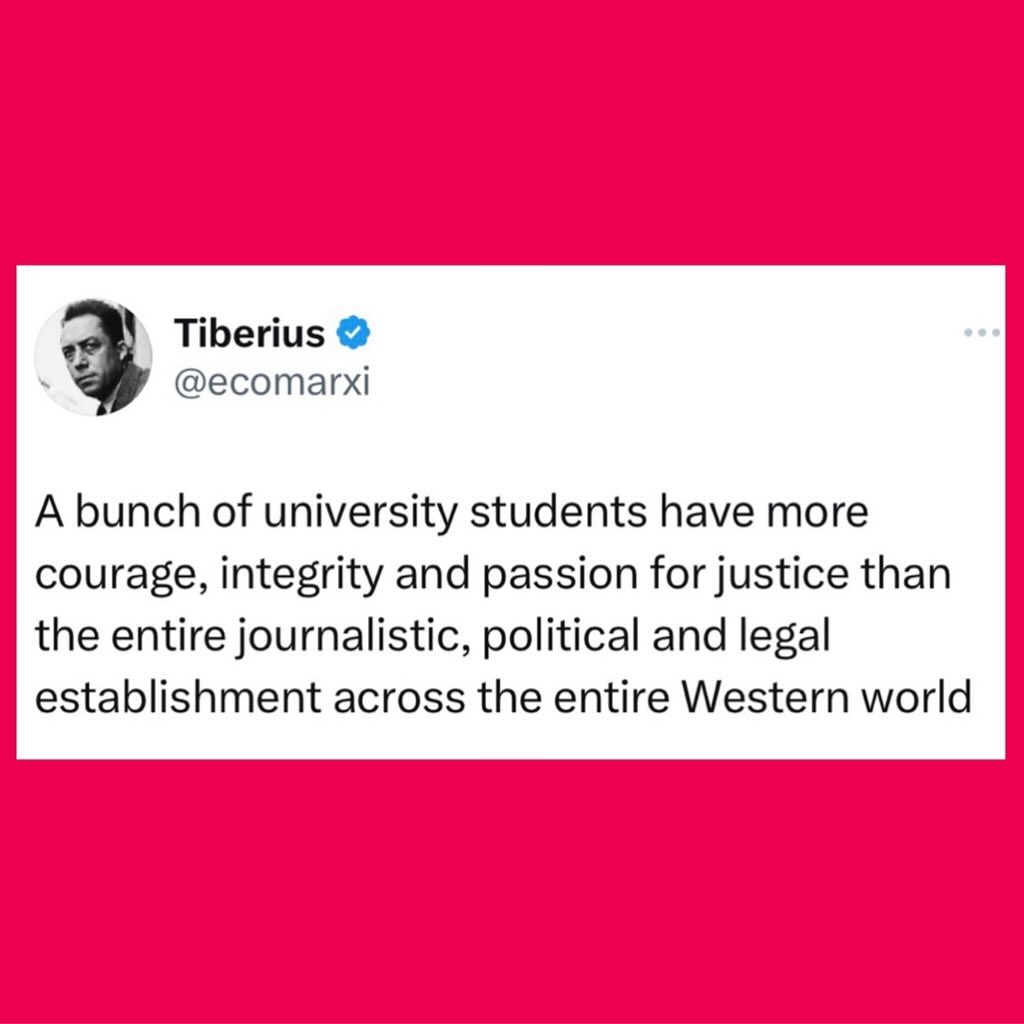 Tiberius
@ecomarxi
A bunch of university students have more
courage, integrity and passion for justice than
the entire journalistic, political and legal
establishment across the entire Western world